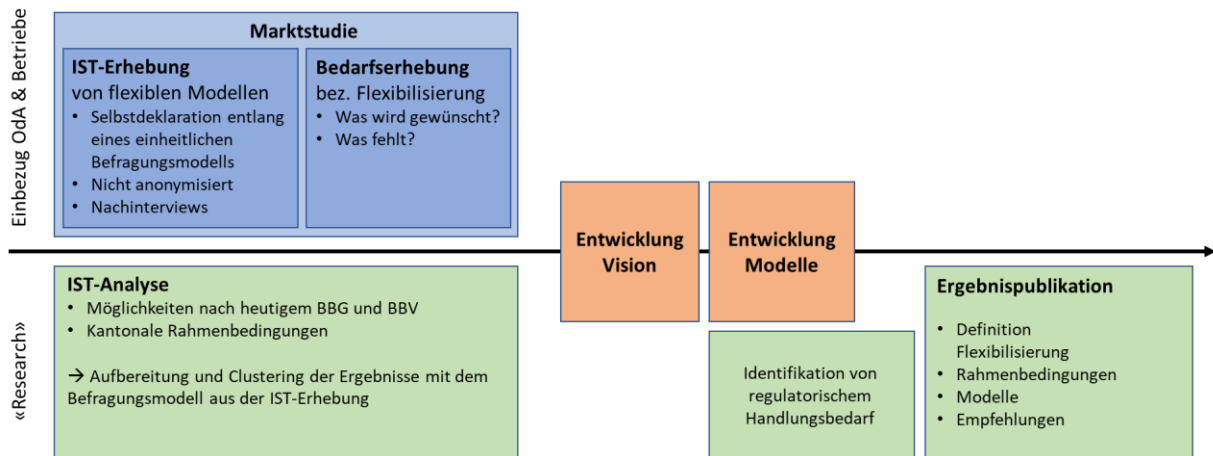 Einbezug OdA & Betriebe
Marktstudie
IST-Erhebung
von flexiblen Modellen
• Selbstdeklaration entlang
eines einheitlichen
Befragungsmodells
• Nicht anonymisiert
• Nachinterviews
Bedarfserhebung
bez. Flexibilisierung
• Was wird gewünscht?
• Was fehlt?
Entwicklung
Vision
Entwicklung
Modelle
«Research»
IST-Analyse
• Möglichkeiten nach heutigem BBG und BBV
• Kantonale Rahmenbedingungen
→ Aufbereitung und Clustering der Ergebnisse mit dem
Befragungsmodell aus der IST-Erhebung
Identifikation von
regulatorischem
Handlungsbedarf
Ergebnispublikation
• Definition
Flexibilisierung
• Rahmenbedingungen
• Modelle
• Empfehlungen